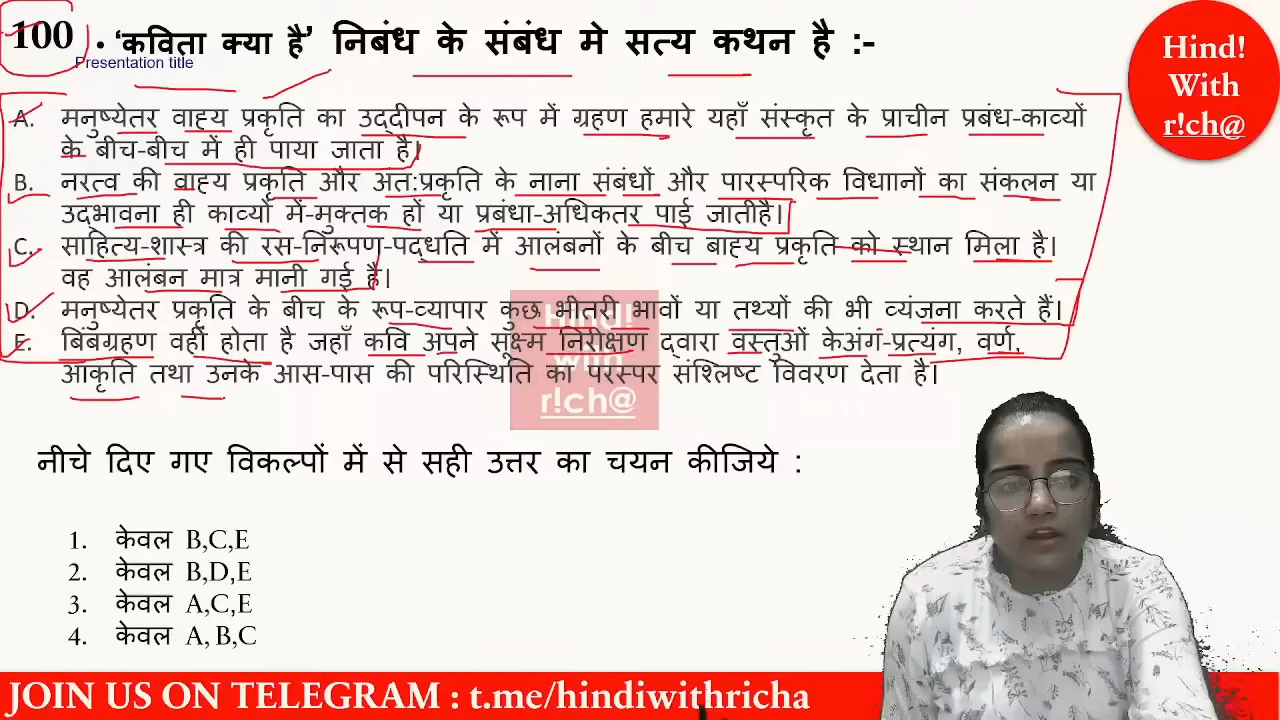 100 • 'कविता क्या है' निबंध के संबंध मे सत्य कथन है :-
Presentation title
Hind!
With
r!ch@
A. मनुष्येतर वाह्य प्रकृति का उद्दीपन के रूप में ग्रहण हमारे यहाँ संस्कृत के प्राचीन प्रबंध-काव्यों
के बीच-बीच में ही पाया जाता है।
B. नरत्व की वाह्य प्रकृति और अंतःप्रकृति के नाना संबंधों और पारस्परिक विधाानों का संकलन या
उद्भावना ही काव्यों में-मुक्तक हों या प्रबंधा-अधिकतर पाई जातीहै।
C. साहित्य-शास्त्र की रस-निरूपण-पद्धति में आलंबनों के बीच बाह्य प्रकृति को स्थान मिला है।
वह आलंबन मात्र मानी गई है।
D. मनुष्येतर प्रकृति के बीच के रूप-व्यापार कुछ भीतरी भावों या तथ्यों की भी व्यंजना करते हैं।
E. बिंबग्रहण वहीं होता है जहाँ कवि अपने सूक्ष्म निरीक्षण द्वारा वस्तुओं केअंग-प्रत्यंग, वर्ण,
आकृति तथा उनके आस-पास की परिस्थिति का परस्पर संश्लिष्ट विवरण देता है।
Hind!
with
r!ch@
नीचे दिए गए विकल्पों में से सही उत्तर का चयन कीजिये :
1. केवल B,C,E
2. केवल B,D,E
3. केवल A,C,E
4. केवल A, B,C
JOIN US ON TELEGRAM : t.me/hindiwithricha